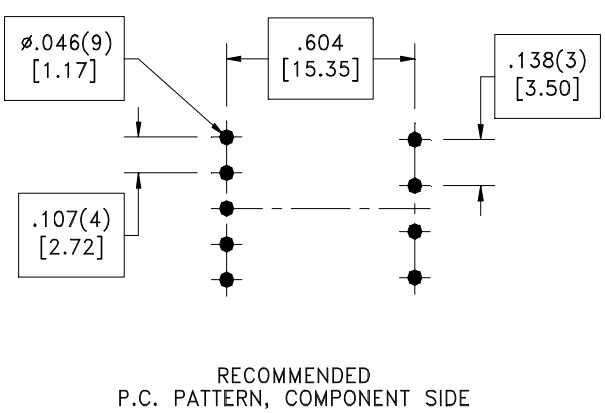 ø.046(9)
[1.17]
.604
[15.35]
.138(3)
[3.50]
.107(4)
[2.72]
RECOMMENDED
P.C. PATTERN, COMPONENT SIDE